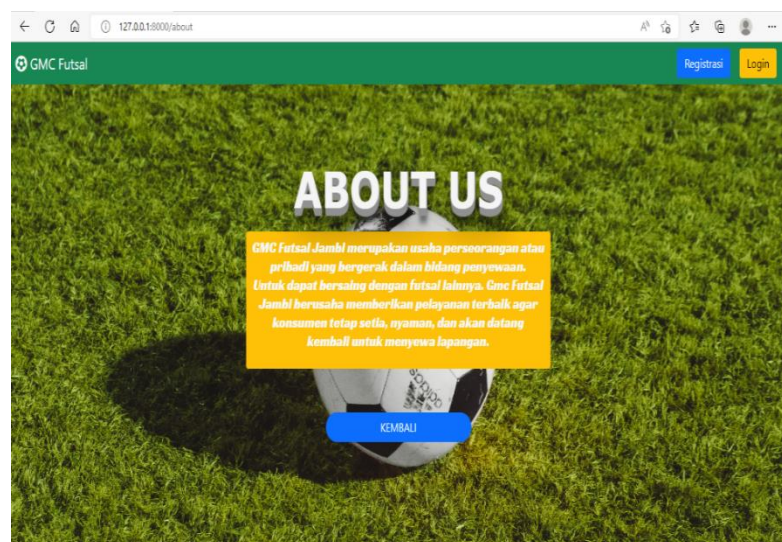 127.0.0.1:8000/about
GMC Futsal
Registrasi
Login
ABOUT US
GMC Futsal Jambi merupakan usaha perseorangan atau
pribadi yang bergerak dalam bidang penyewaan.
Untuk dapat bersaing dengan futsal lainnya. Gmc Futsal
Jambi berusaha memberikan pelayanan terbaik agar
konsumen tetap setia, nyaman, dan akan datang
kembali untuk menyewa lapangan.
KEMBALI